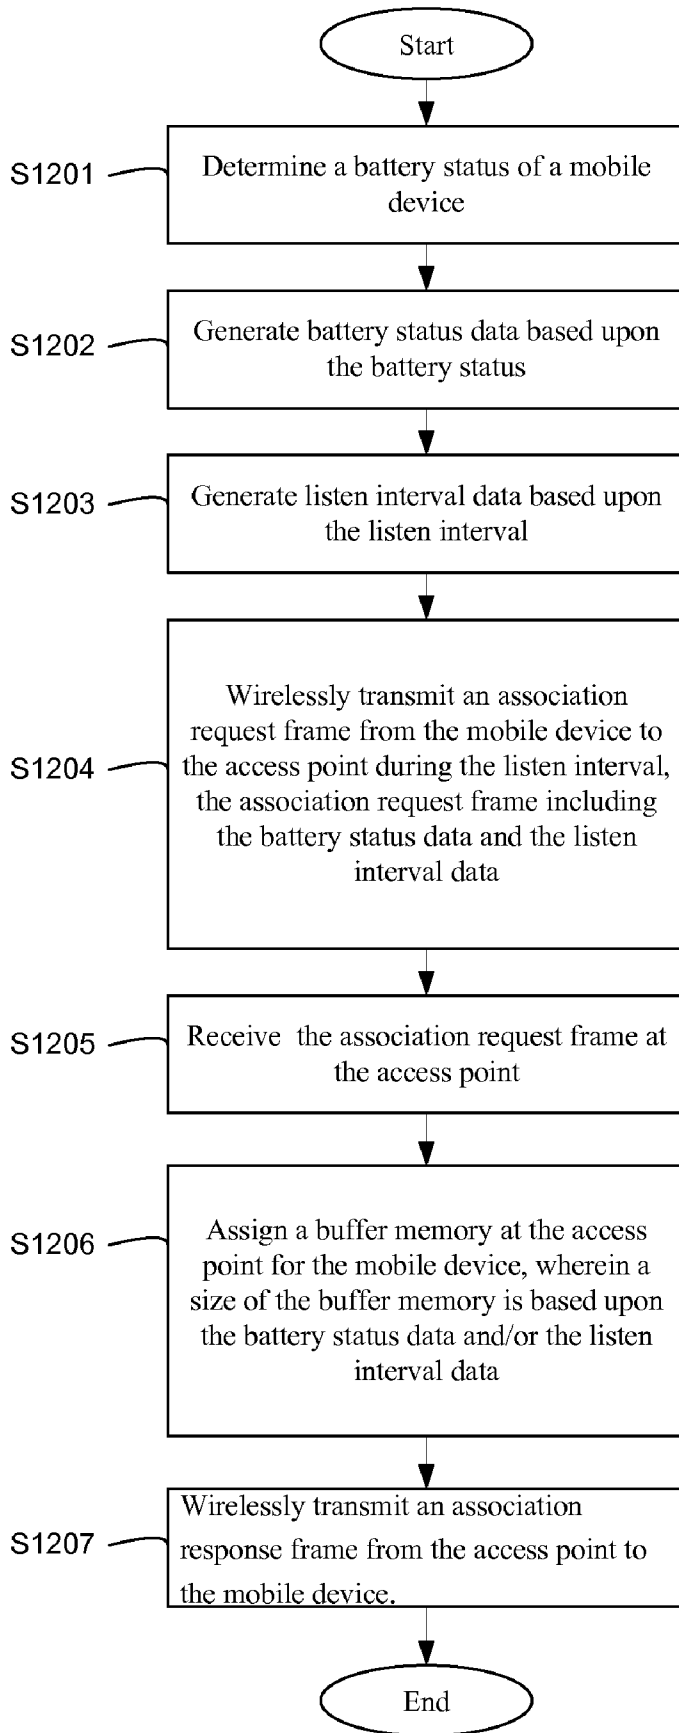 Start
S1201
Determine a battery status of a mobile
device
S1202
Generate battery status data based upon
the battery status
S1203
Generate listen interval data based upon
the listen interval
S1204
Wirelessly transmit an association
request frame from the mobile device to
the access point during the listen interval,
the association request frame including
the battery status data and the listen
interval data
S1205
Receive the association request frame at
the access point
S1206
Assign a buffer memory at the access
point for the mobile device, wherein a
size of the buffer memory is based upon
the battery status data and/or the listen
interval data
S1207
Wirelessly transmit an association
response frame from the access point to
the mobile device.
End